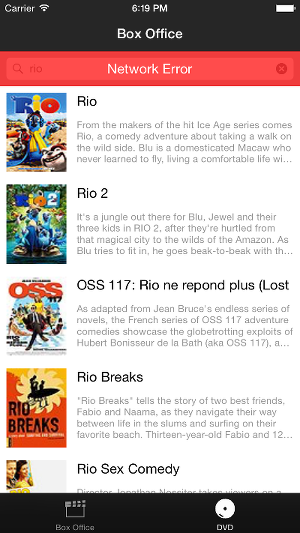 Carrier 6:19 PM
Box Office
rio Network Error
Rio
From the makers of the hit Ice Age series comes
Rio, a comedy adventure about taking a walk on
the wild side. Blu is a domesticated Macaw who
never learned to fly, living a comfortable life wi...
Rio 2
It's a jungle out there for Blu, Jewel and their
three kids in RIO 2, after they're hurtled from
that magical city to the wilds of the Amazon. As
Blu tries to fit in, he goes beak-to-beak with th...
OSS 117: Rio ne repond plus (Lost
As adapted from Jean Bruce's endless series of
novels, the French series of OSS 117 adventure
comedies showcase the globetrotting exploits of
Hubert Bonisseur de la Bath (aka OSS 117), a...
Rio Breaks
"Rio Breaks" tells the story of two best friends.
Fabio and Naama, as they navigate their way
between life in the slums and surfing on their
favorite beach. Thirteen-year-old Fabio and 12...
Rio Sex Comedy
Director Jonathan Nossiter takes viewers on a
RIO
RIO 2
OSS
117
RIO
BREAKS
Box Office
DVD